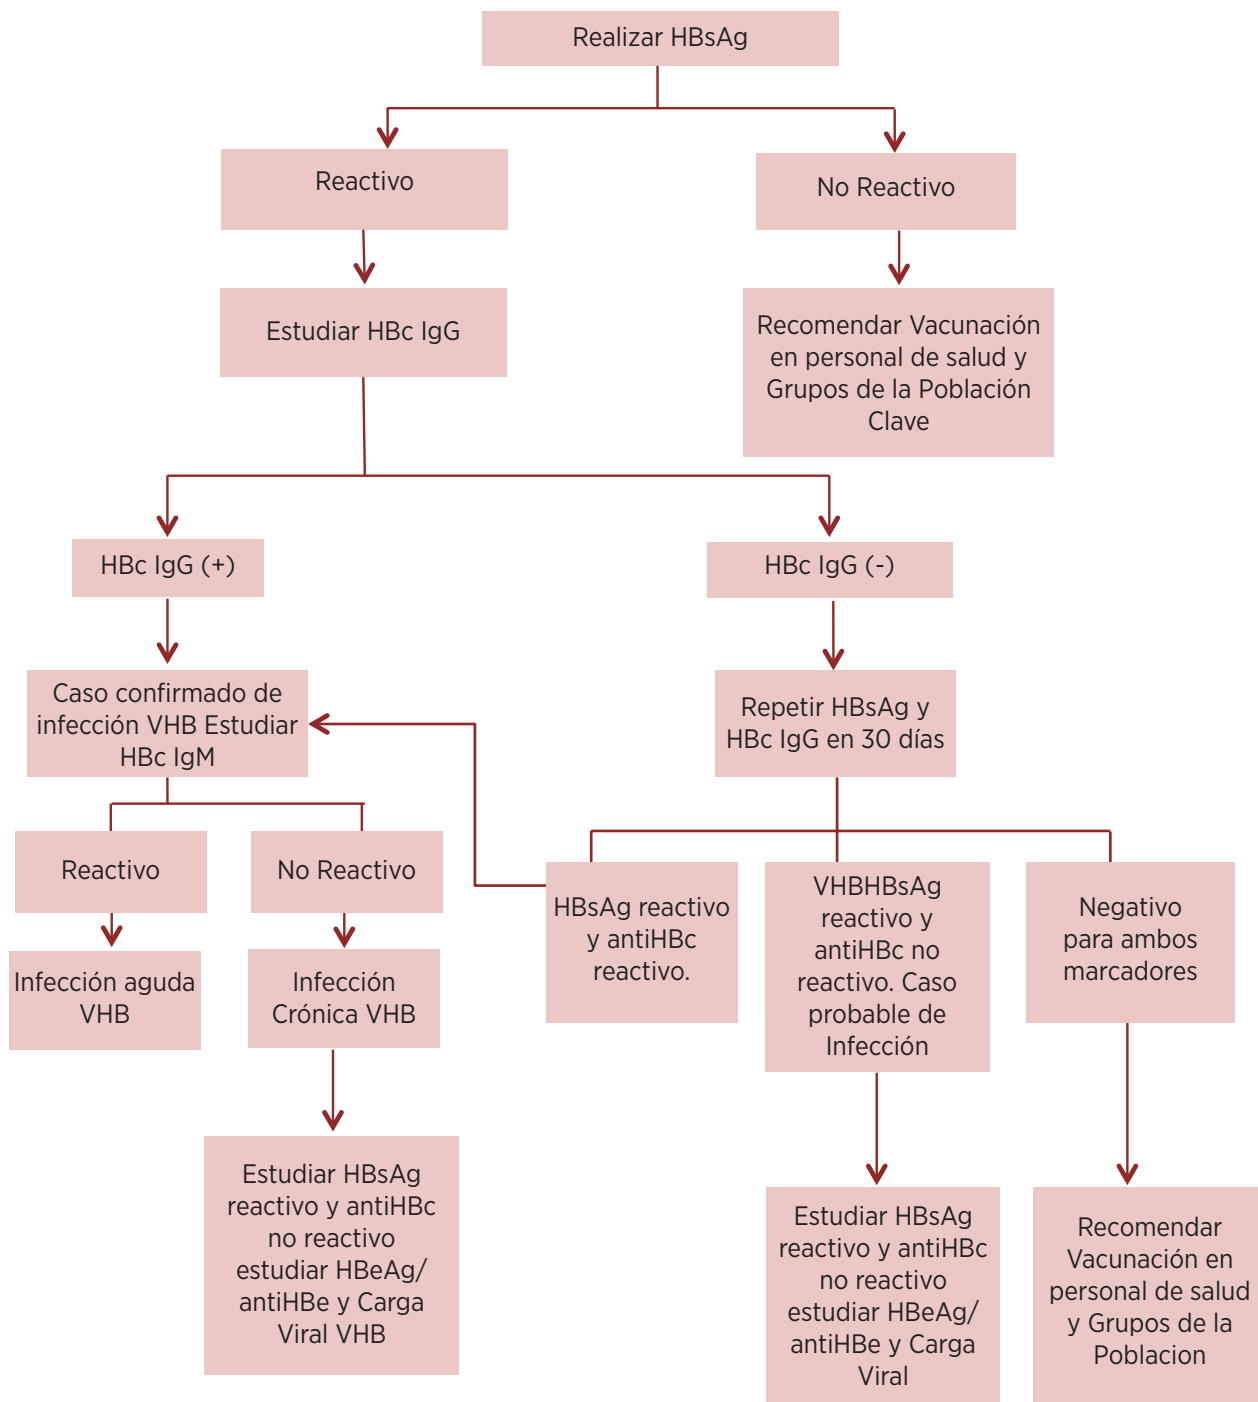 Realizar HBsAg
Reactivo
No Reactivo
Estudiar HBc IgG
Recomendar Vacunación
en personal de salud y
Grupos de la Población
Clave
HBc IgG (+)
HBc IgG (-)
Caso confirmado de
infección VHB Estudiar
HBc IgM
Repetir HBsAg y
HBc IgG en 30 días
Reactivo
No Reactivo
HBsAg reactivo
y antiHBc
reactivo.
VHBHBsAg
reactivo y
antiHBc no
reactivo. Caso
probable de
Infección
Negativo
para ambos
marcadores
Infección aguda
VHB
Infección
Crónica VHB
Estudiar HBsAg
reactivo y antiHBc
no reactivo
estudiar HBeAg/
antiHBe y Carga
Viral VHB
Estudiar HBsAg
reactivo y antiHBc
no reactivo
estudiar HBeAg/
antiHBe y Carga
Viral
Recomendar
Vacunación en
personal de salud
y Grupos de la
Poblacion